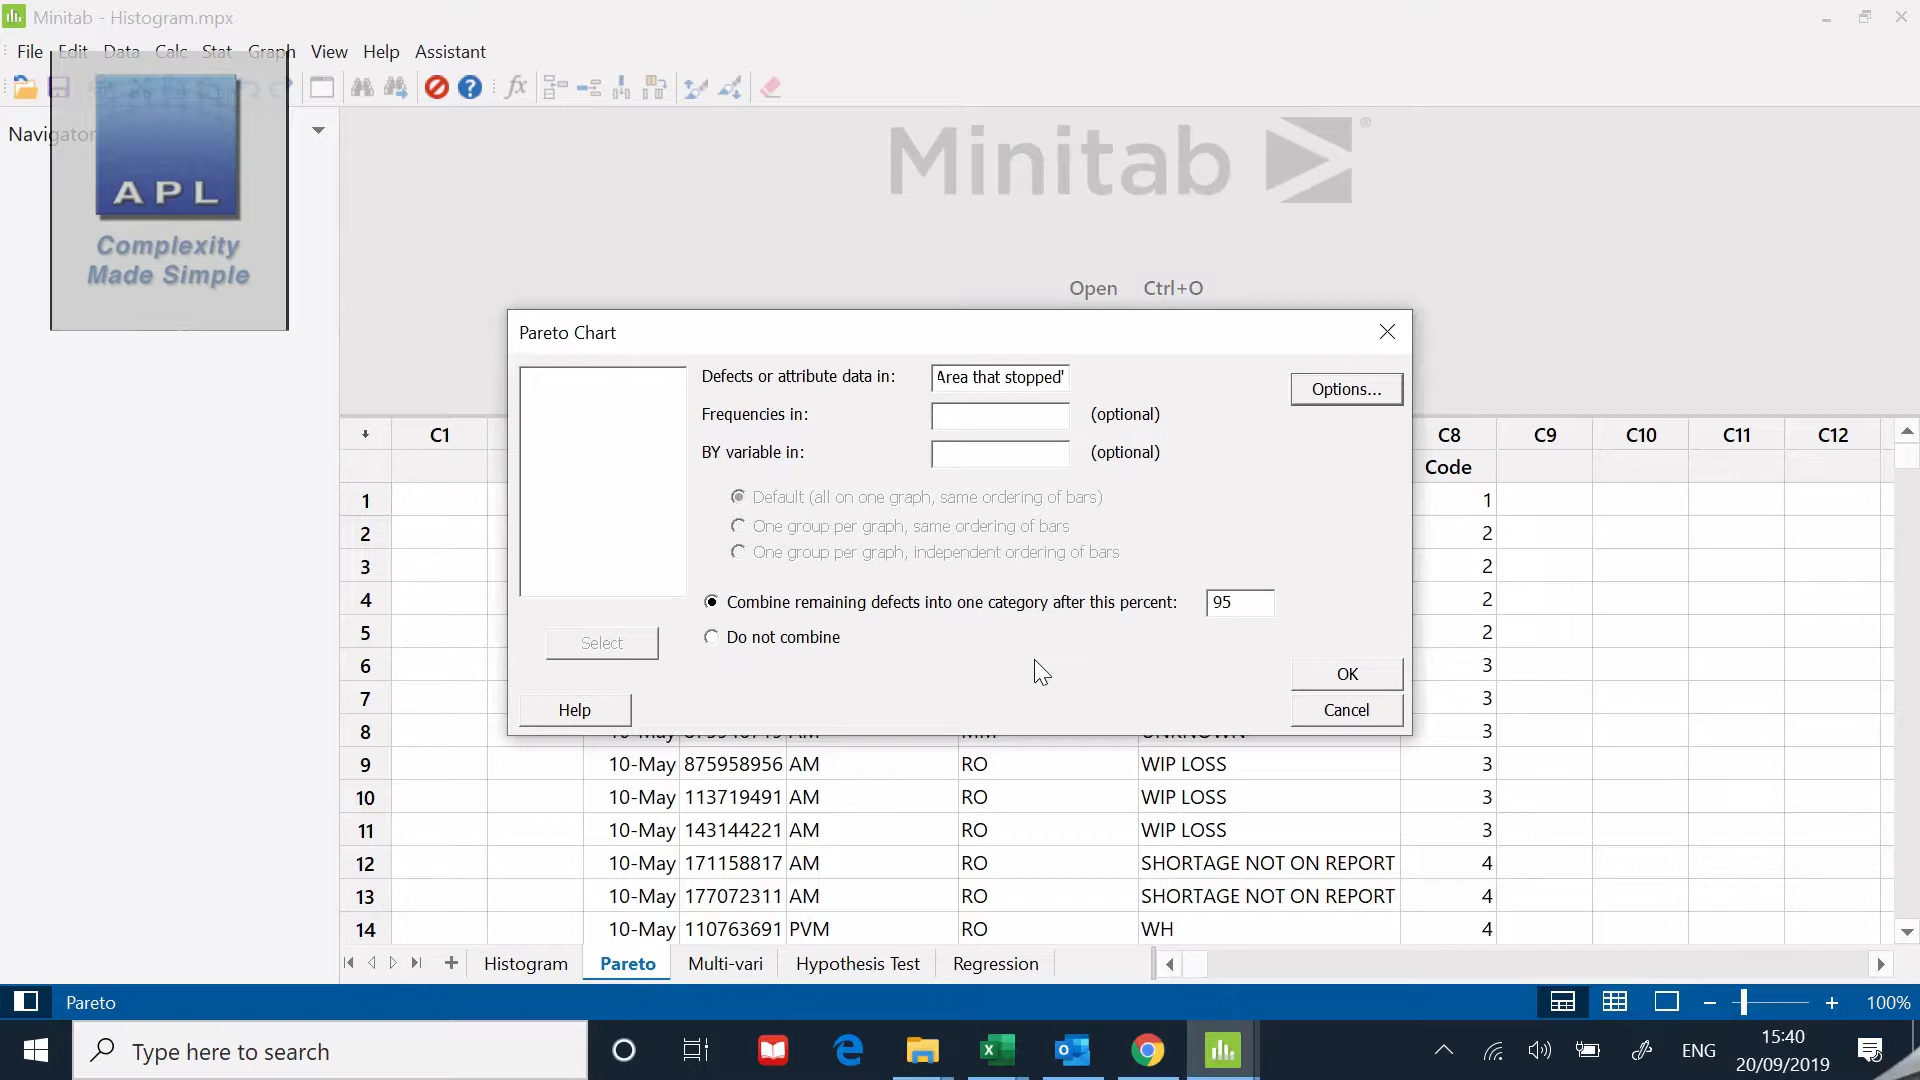 Minitab - Histogram.mpx
File Edit Data Calc Stat Graph View Help Assistant
fx
Navigator
APL
Complexity
Made Simple
Minitab ®
Open Ctrl+O
Pareto Chart
Defects or attribute data in: Area that stopped'
Options...
Frequencies in: (optional)
BY variable in: (optional)
Default (all on one graph, same ordering of bars)
One group per graph, same ordering of bars
One group per graph, independent ordering of bars
Combine remaining defects into one category after this percent: 95
Do not combine
Select
OK
Help
Cancel
C1 C8 C9 C10 C11 C12
Code
1 1
2 2
3 2
4 2
5 2
6 3
7 3
8 3
9 10-May 875958956 AM RO WIP LOSS 3
10 10-May 113719491 AM RO WIP LOSS 3
11 10-May 143144221 AM RO WIP LOSS 3
12 10-May 171158817 AM RO SHORTAGE NOT ON REPORT 4
13 10-May 177072311 AM RO SHORTAGE NOT ON REPORT 4
14 10-May 110763691 PVM RO WH 4
Histogram Pareto Multi-vari Hypothesis Test Regression
Pareto
100%
Type here to search
ENG
15:40
20/09/2019